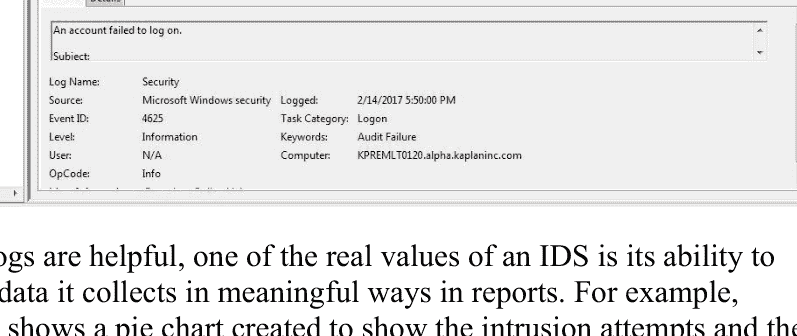 Details
An account failed to log on.
Subject:
Log Name: Security
Source: Microsoft Windows security Logged: 2/14/2017 5:50:00 PM
Event ID: 4625 Task Category: Logon
Level: Information Keywords: Audit Failure
User: N/A Computer: KPREMLT0120.alpha.kaplaninc.com
OpCode: Info
ogs are helpful, one of the real values of an IDS is its ability to
data it collects in meaningful ways in reports. For example,
shows a pie chart created to show the intrusion attempts and the